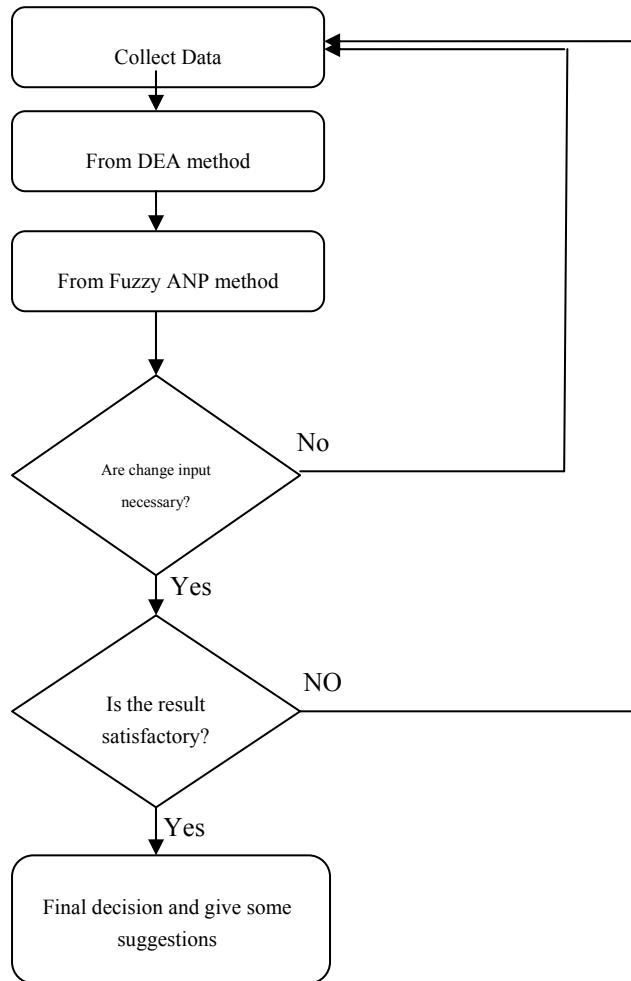 Collect Data
From DEA method
From Fuzzy ANP method
No
Are change input
necessary?
Yes
NO
Is the result
satisfactory?
Yes
Final decision and give some
suggestions